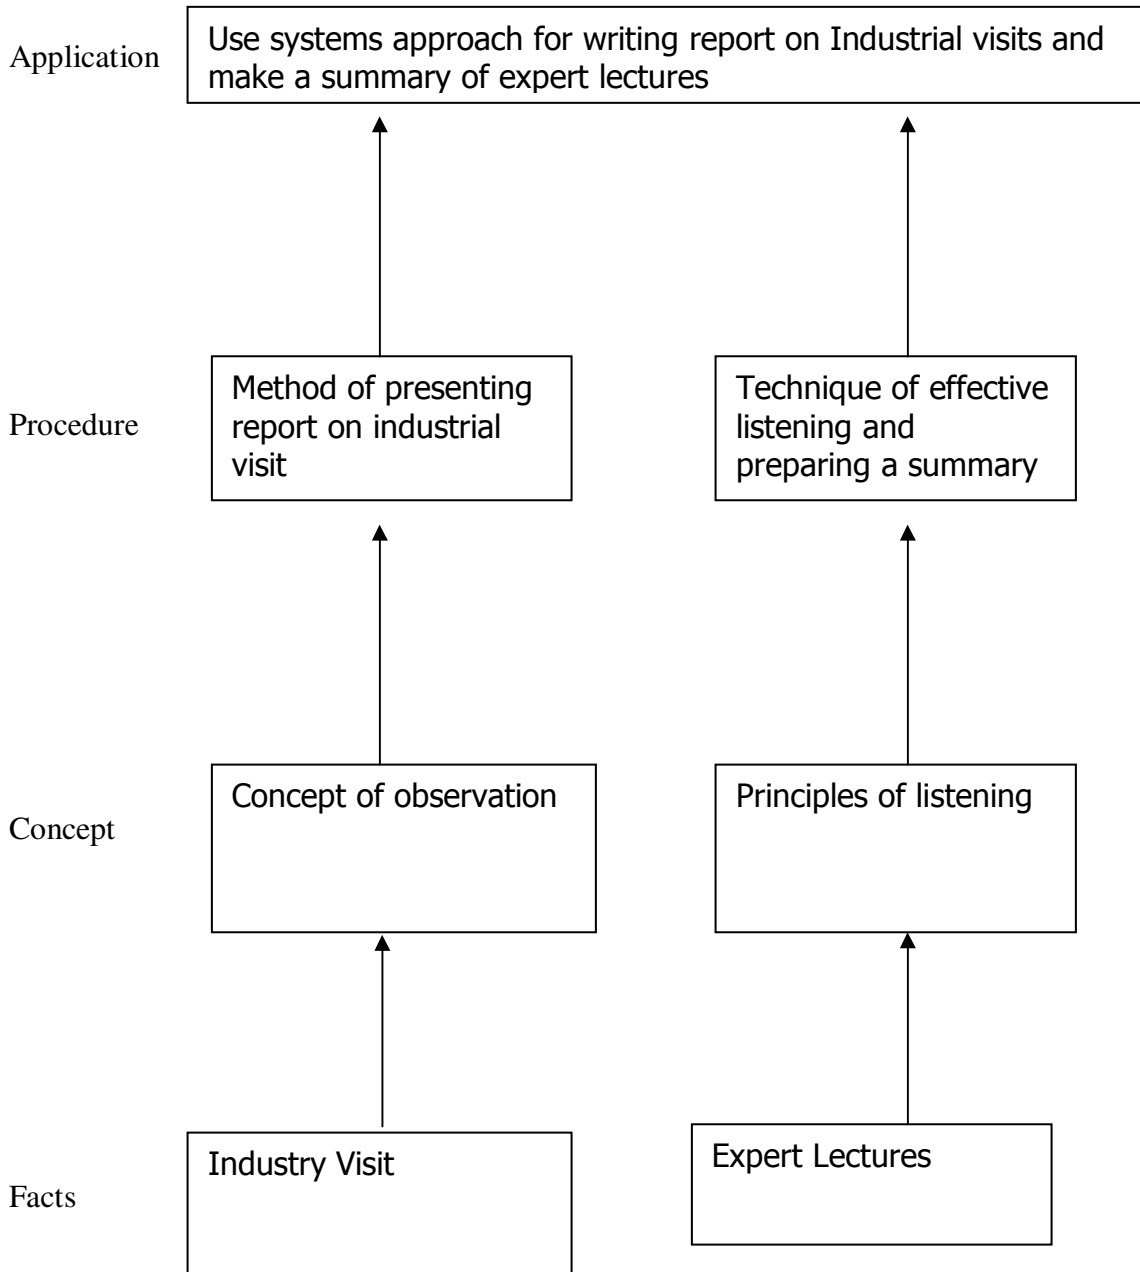 Application
Use systems approach for writing report on Industrial visits and
make a summary of expert lectures
Procedure
Method of presenting
report on industrial
visit
Technique of effective
listening and
preparing a summary
Concept
Concept of observation
Principles of listening
Facts
Industry Visit
Expert Lectures